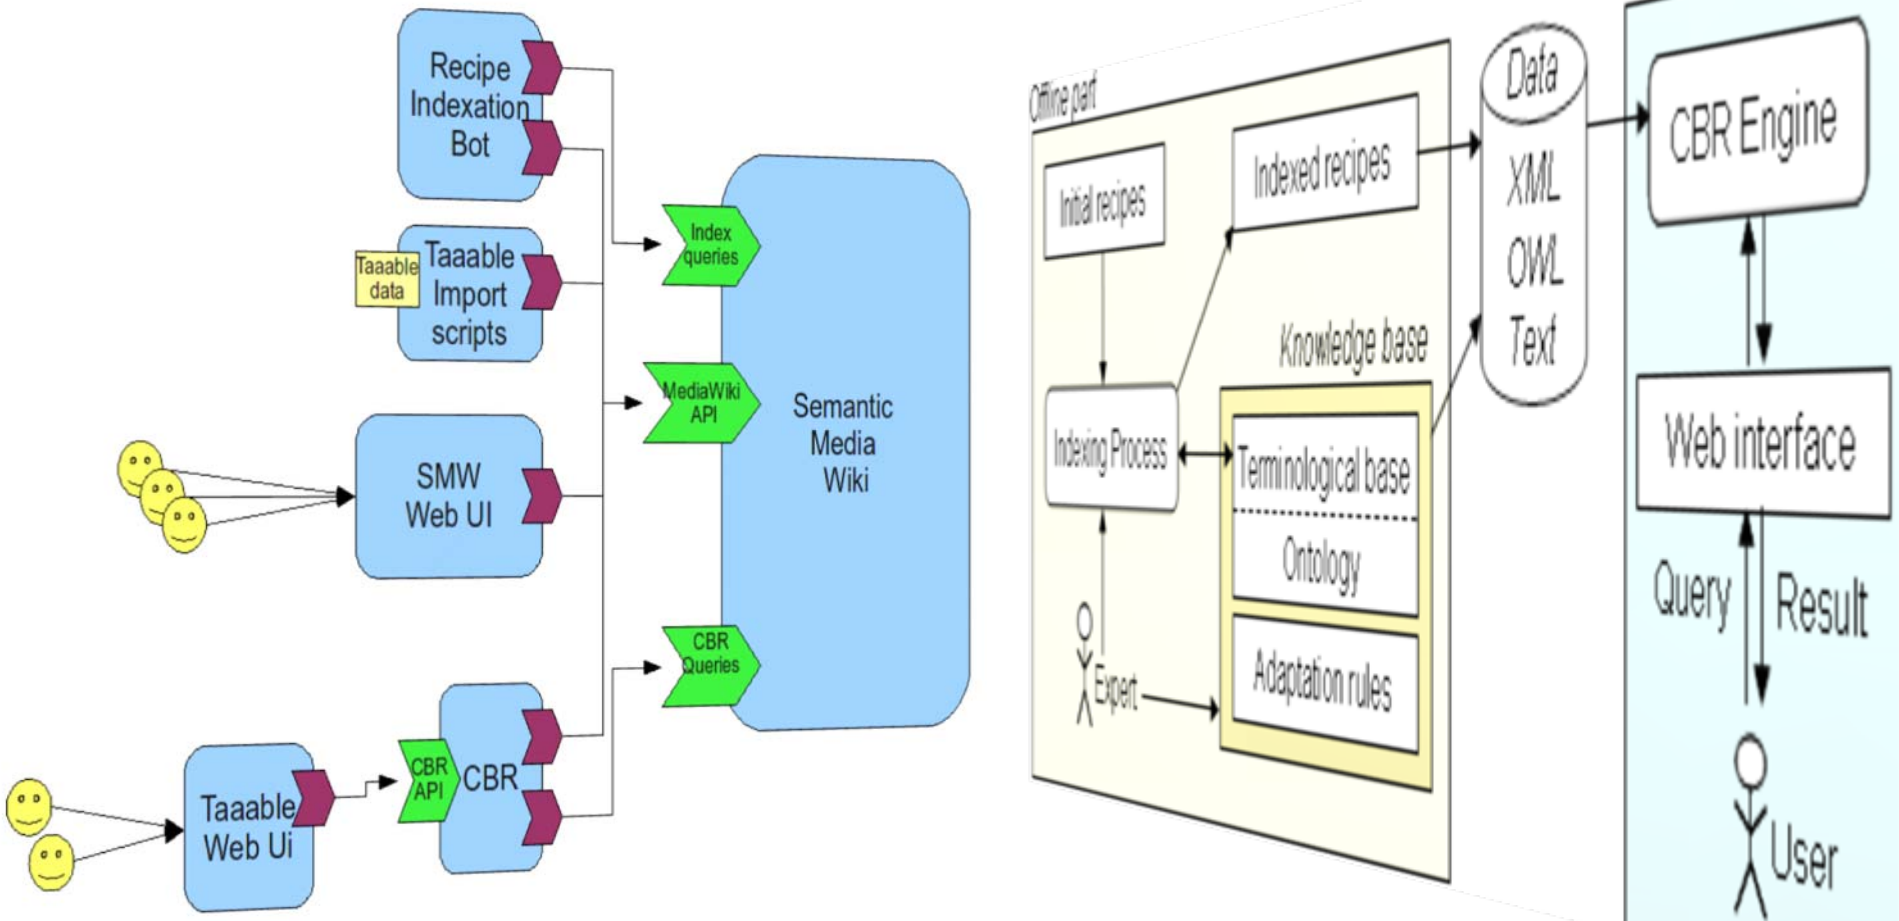 Recipe
Indexation
Bot
Taaable
data
Taaable
Import
scripts
SMW
Web UI
Taaable
Web Ui
CBR
API
CBR
Index
queries
MediaWiki
API
CBR
Queries
Semantic
Media
Wiki
Offline part
Initial recipes
Indexed recipes
Indexing Process
Knowledge base
Terminological base
Ontology
Adaptation rules
Expert
Data
XML
OWL
Text
CBR Engine
Web interface
Query
Result
User